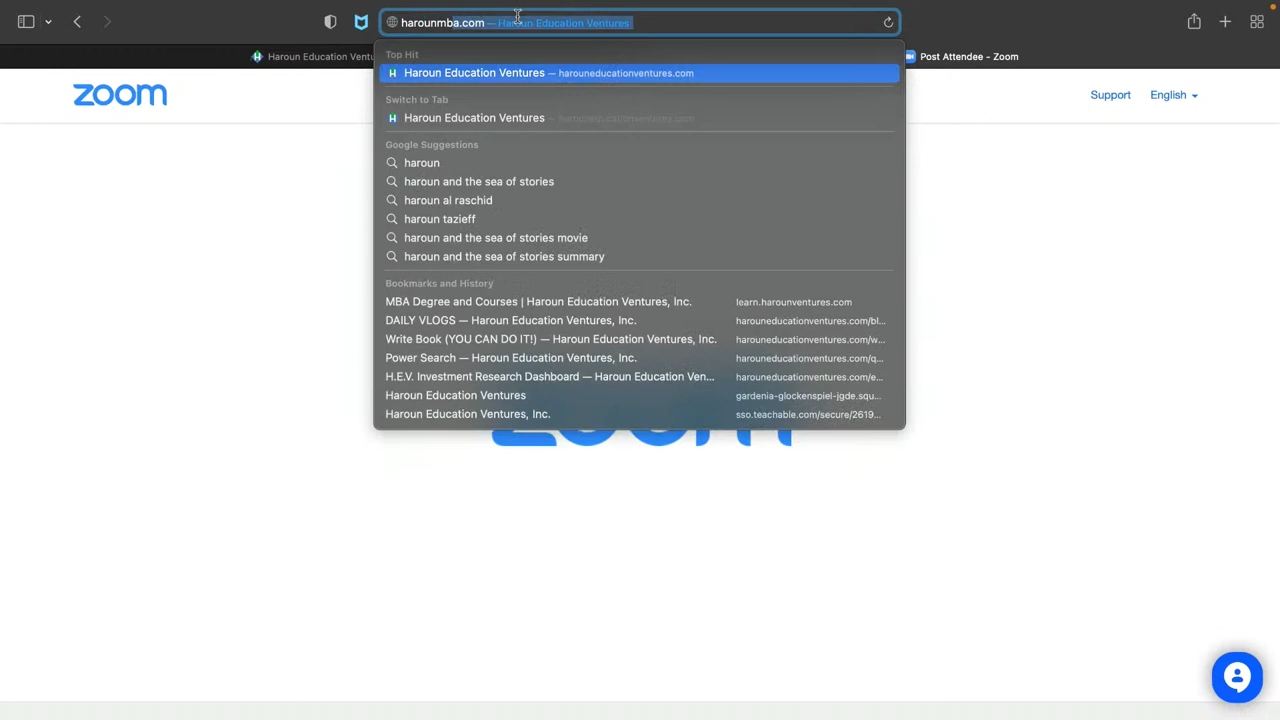 harounmba.com — Haroun Education Ventures
Haroun Education Ventu
Post Attendee - Zoom
Top Hit
Haroun Education Ventures — harouneducationventures.com
zoom
Support
English
Switch to Tab
Haroun Education Ventures — harouneducationventures.com
Google Suggestions
haroun
haroun and the sea of stories
haroun al raschid
haroun tazieff
haroun and the sea of stories movie
haroun and the sea of stories summary
Bookmarks and History
MBA Degree and Courses | Haroun Education Ventures, Inc. learn.harounventures.com
DAILY VLOGS — Haroun Education Ventures, Inc. harouneducationventures.com/bl...
Write Book (YOU CAN DO IT!) — Haroun Education Ventures, Inc. harouneducationventures.com/w...
Power Search — Haroun Education Ventures, Inc. harouneducationventures.com/q...
H.E.V. Investment Research Dashboard — Haroun Education Ven... harouneducationventures.com/e...
Haroun Education Ventures gardenia-glockenspiel-jgde.squ...
Haroun Education Ventures, Inc. sso.teachable.com/secure/2619...
zoom